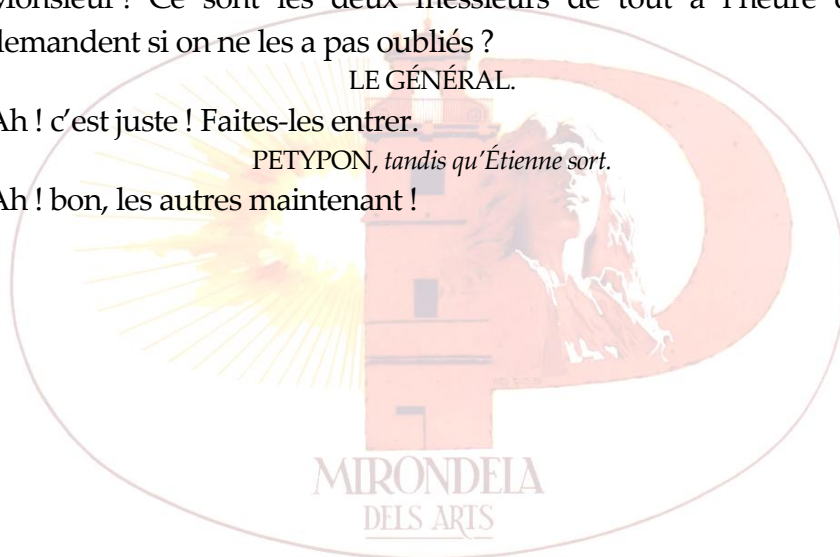 Monsieur ! Ce sont les deux messieurs de tout à l'heure
demandent si on ne les a pas oubliés ?
LE GÉNÉRAL.
Ah ! c'est juste ! Faites-les entrer.
PETYPON, tandis qu'Étienne sort.
Ah ! bon, les autres maintenant !
MIRONDELA
DELS ARTS